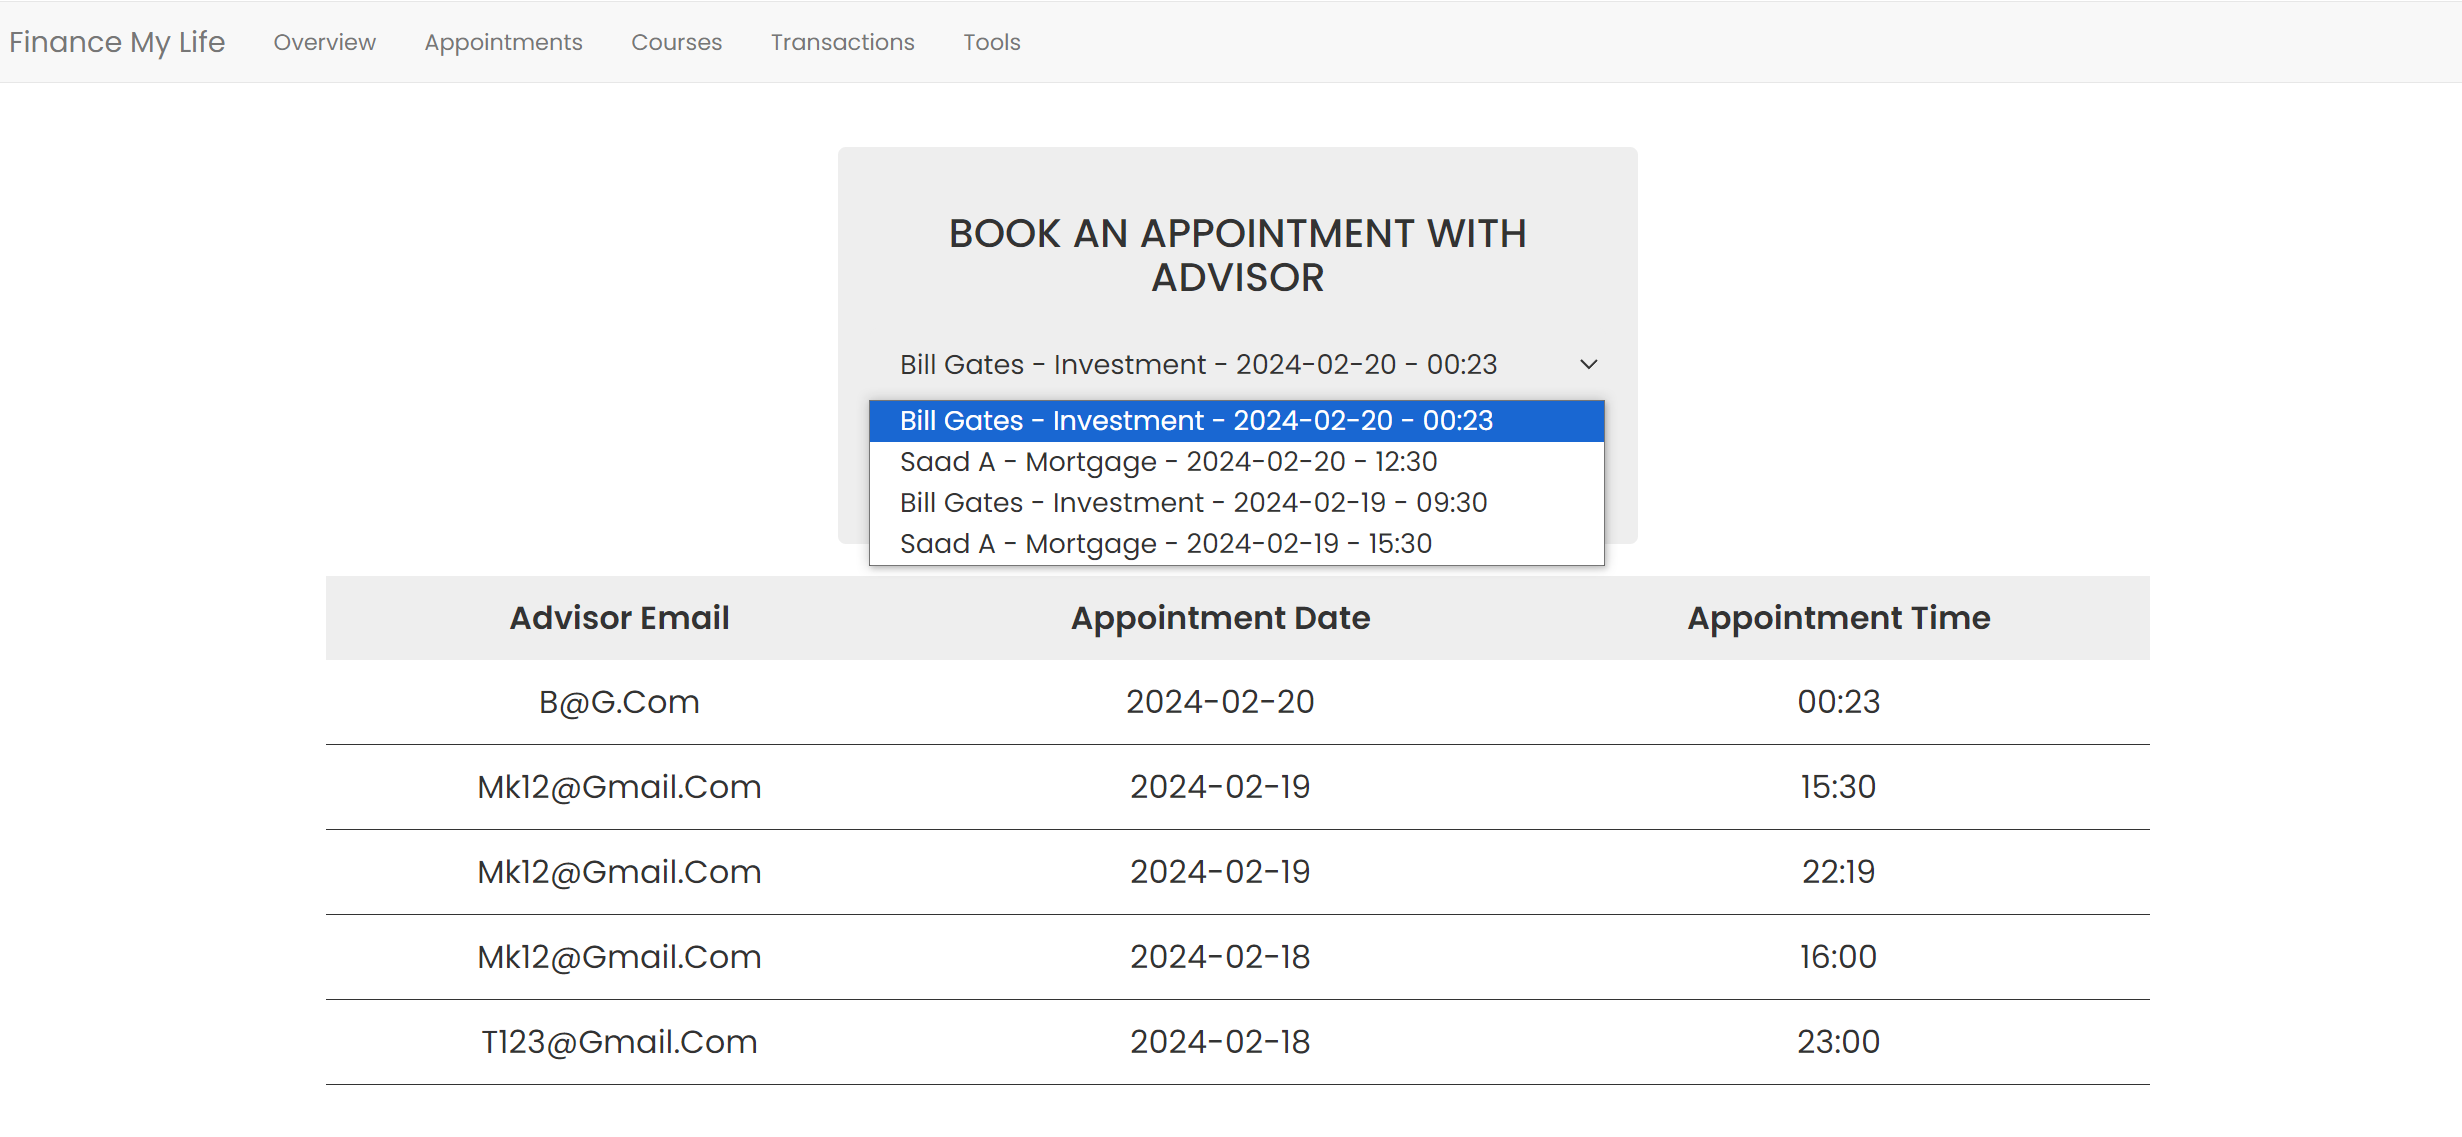 Finance My Life Overview Appointments Courses Transactions Tools
BOOK AN APPOINTMENT WITH
ADVISOR
Bill Gates - Investment - 2024-02-20 - 00:23
Bill Gates - Investment - 2024-02-20 - 00:23
Saad A - Mortgage - 2024-02-20 - 12:30
Bill Gates - Investment - 2024-02-19 - 09:30
Saad A - Mortgage - 2024-02-19 - 15:30
Advisor Email Appointment Date Appointment Time
B@G.Com 2024-02-20 00:23
Mk12@Gmail.Com 2024-02-19 15:30
Mk12@Gmail.Com 2024-02-19 22:19
Mk12@Gmail.Com 2024-02-18 16:00
T123@Gmail.Com 2024-02-18 23:00